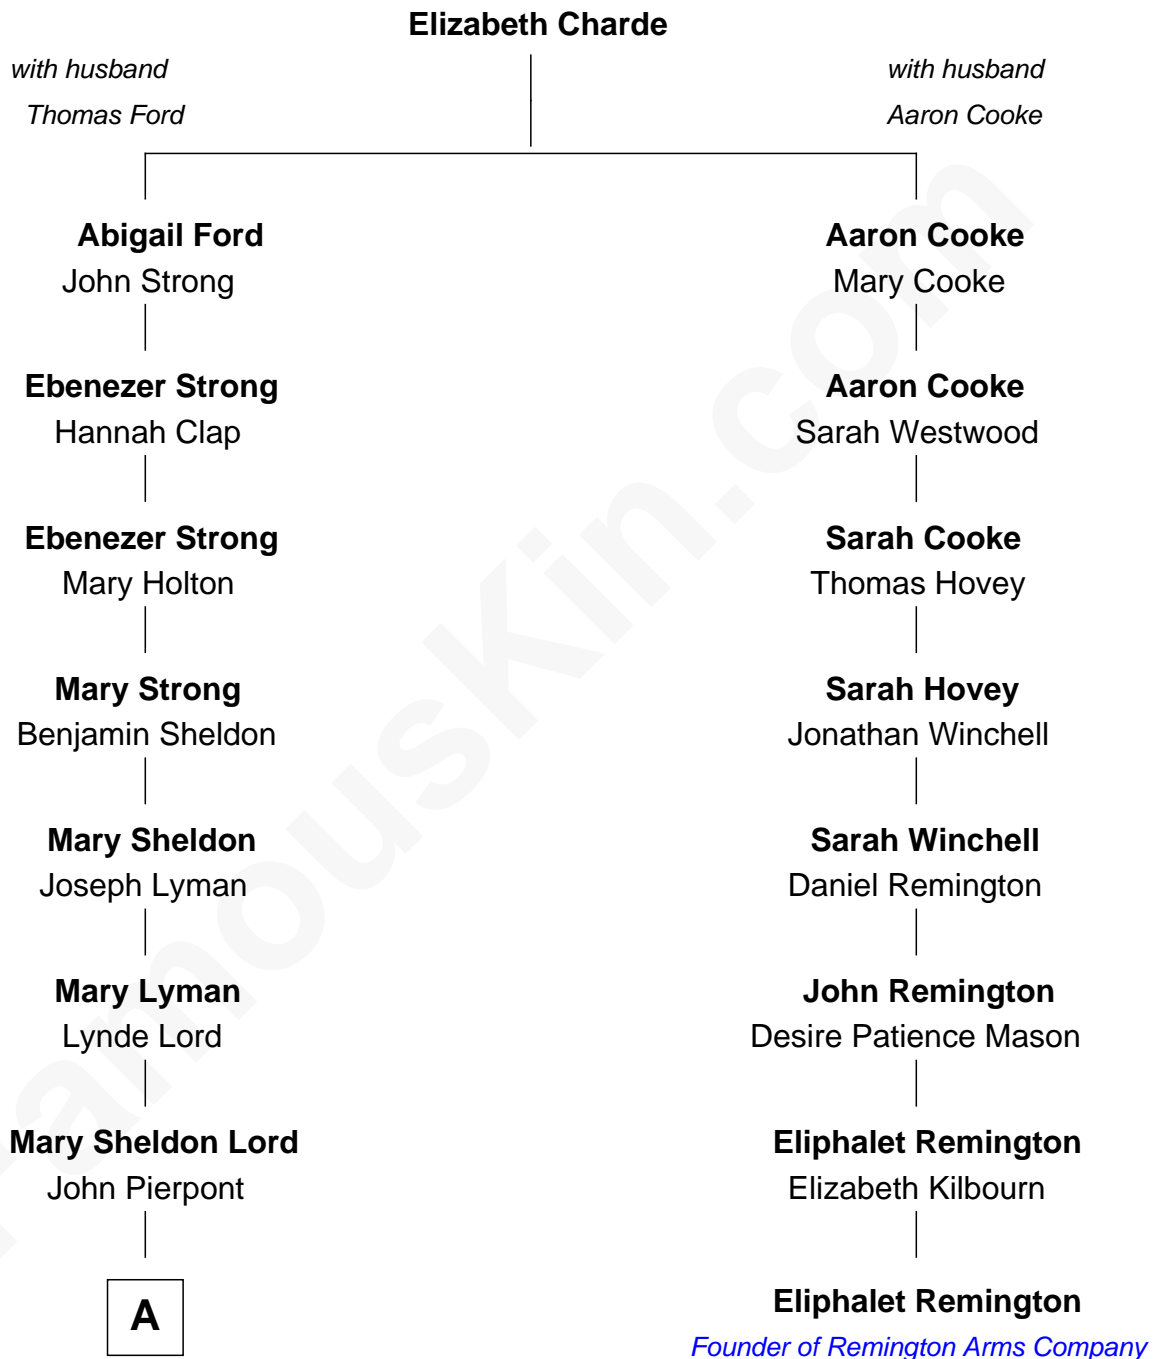 Elizabeth Charde
with husband
Thomas Ford
with husband
Aaron Cooke
Abigail Ford
John Strong
Aaron Cooke
Mary Cooke
Ebenezer Strong
Hannah Clap
Aaron Cooke
Sarah Westwood
Ebenezer Strong
Mary Holton
Sarah Cooke
Thomas Hovey
Mary Strong
Benjamin Sheldon
Sarah Hovey
Jonathan Winchell
Mary Sheldon
Joseph Lyman
Sarah Winchell
Daniel Remington
Mary Lyman
Lynde Lord
John Remington
Desire Patience Mason
Mary Sheldon Lord
John Pierpont
Eliphalet Remington
Elizabeth Kilbourn
A
Eliphalet Remington
Founder of Remington Arms Company
FamousKin.com